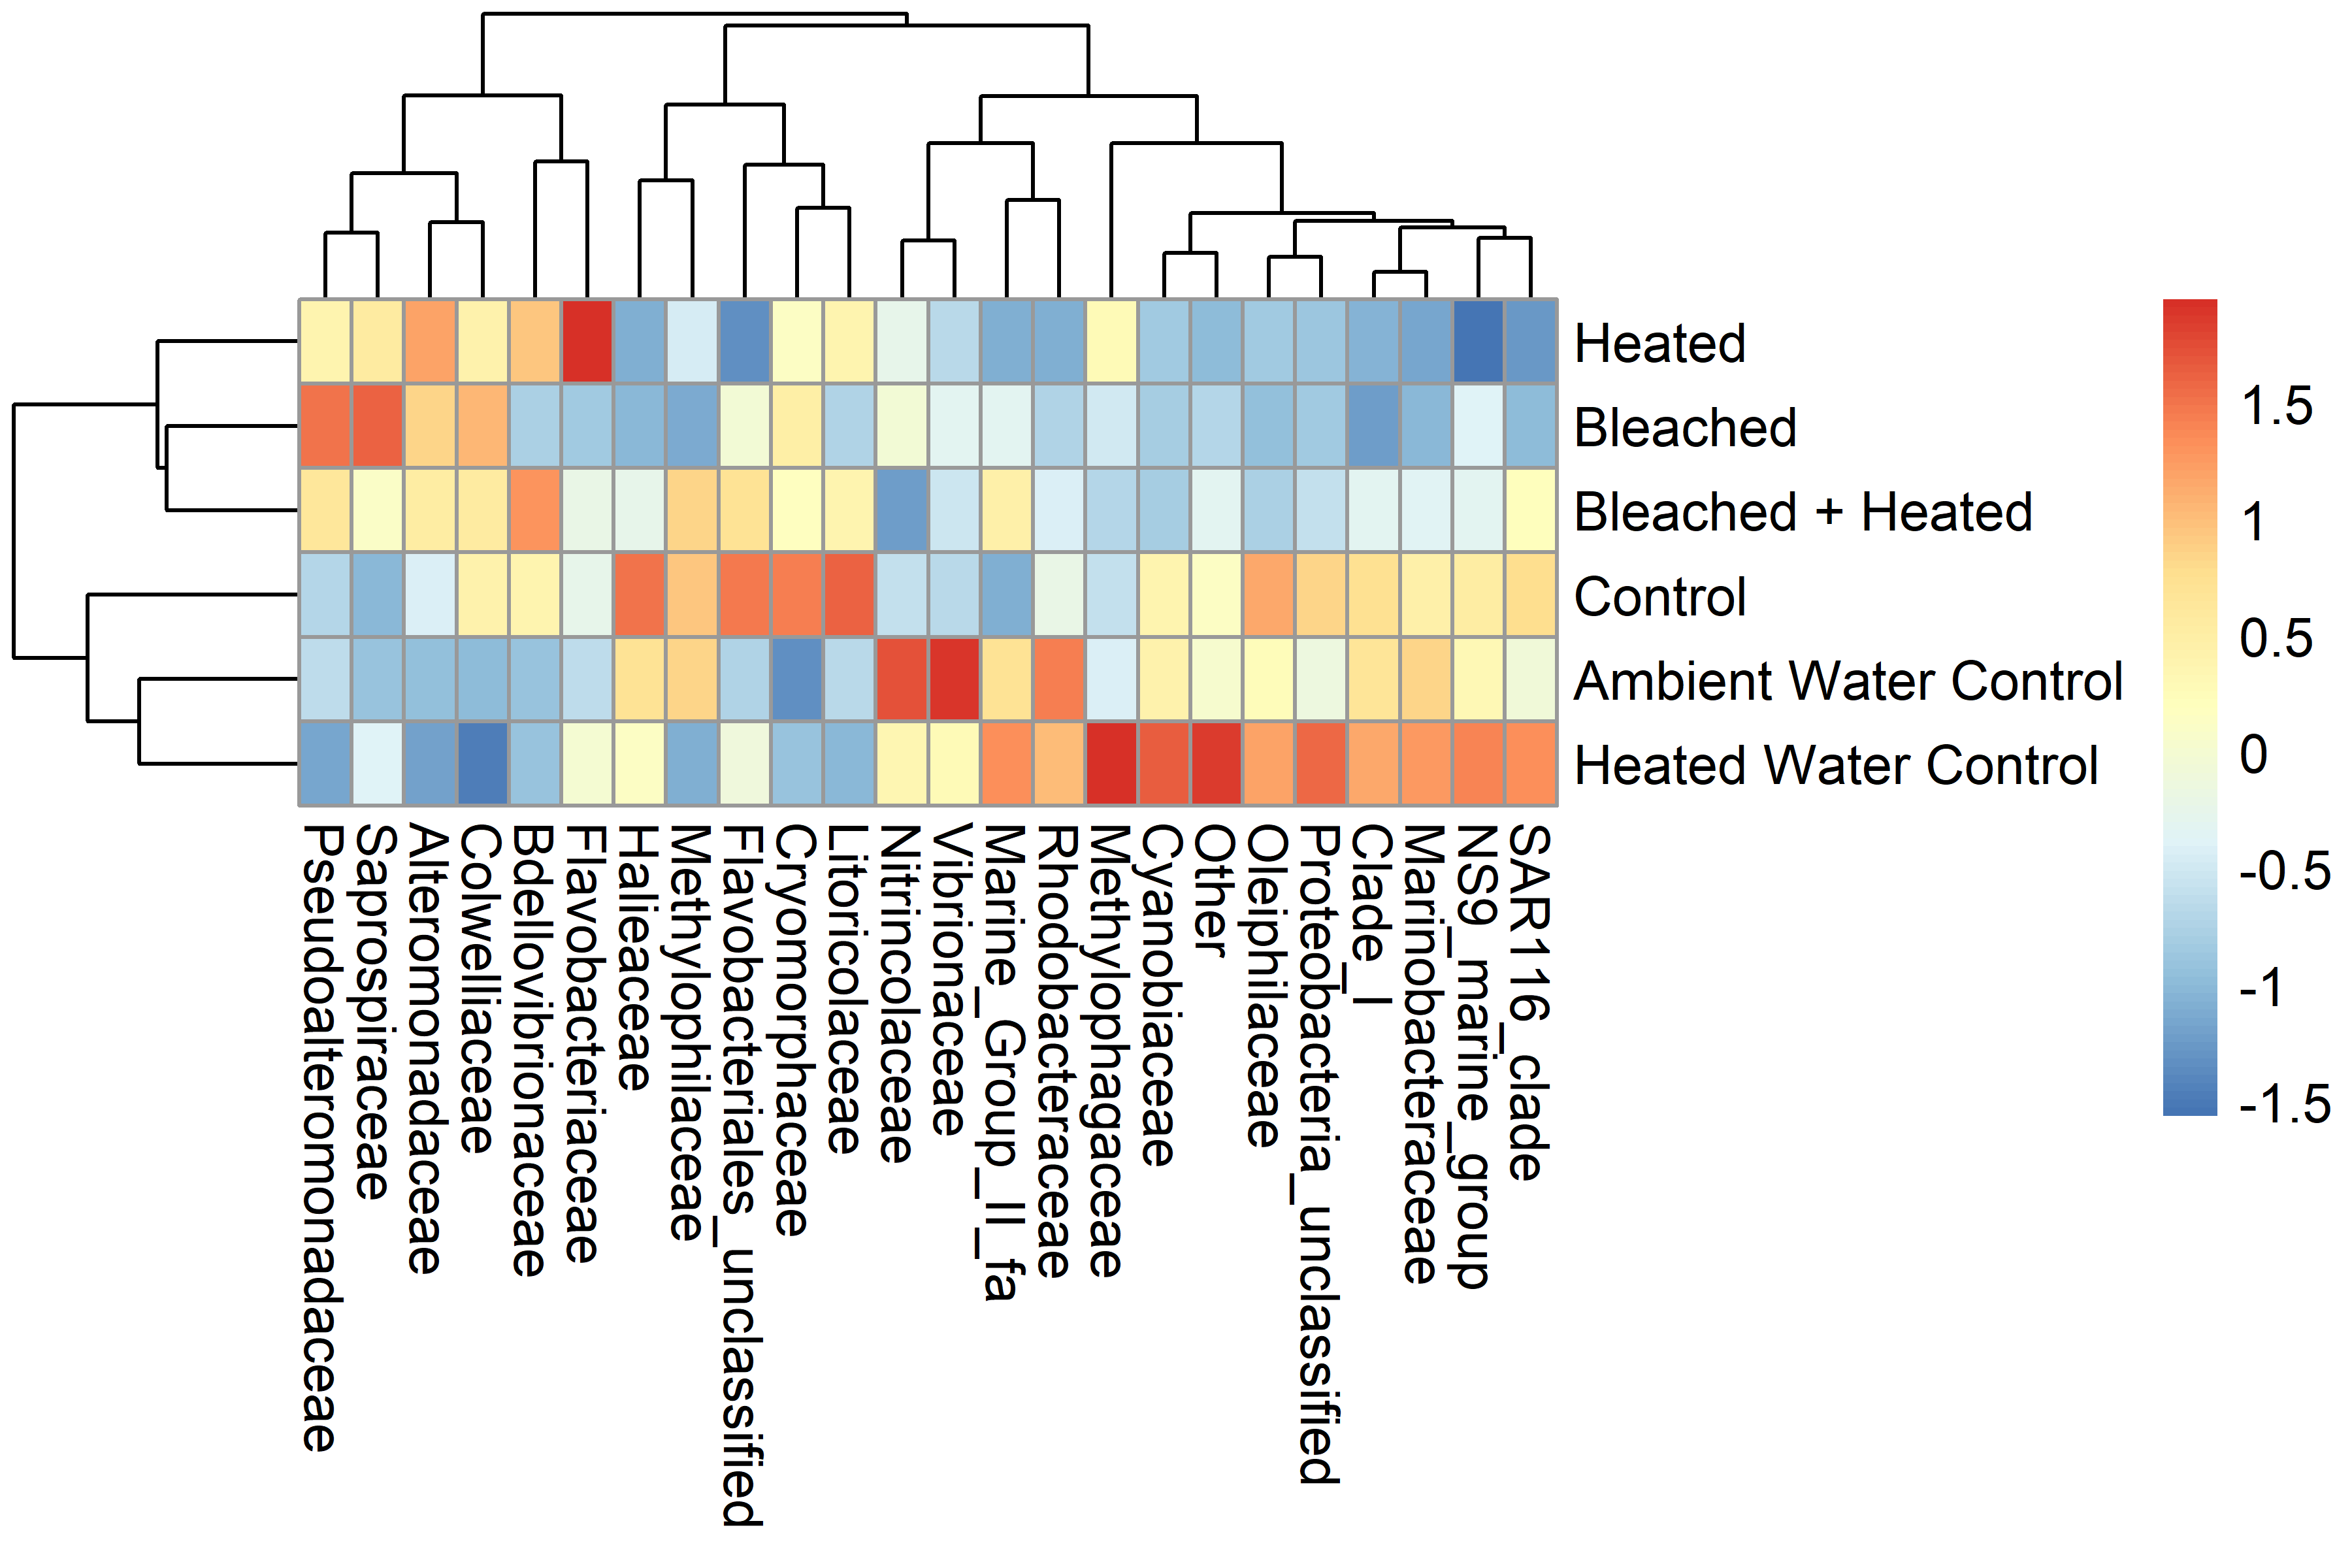 Heated
Bleached
Bleached + Heated
Control
Ambient Water Control
Heated Water Control
1.5
1
0.5
0
-0.5
-1
-1.5
Pseudoalteromonadaceae
Saprospiraceae
Alteromonadaceae
Colwelliaceae
Bdellovibrionaceae
Flavobacteriaceae
Halieaceae
Methylophilaceae
Flavobacteriales_unclassified
Cryomorphaceae
Litoricolaceae
Nitrincolaceae
Vibrionaceae
Marine_Group_II_fa
Rhodobacteraceae
Methylophagaceae
Cyanobiaceae
Other
Oleiphilaceae
Proteobacteria_unclassified
Clade_I
Marinobacteraceae
NS9_marine_group
SAR116_clade